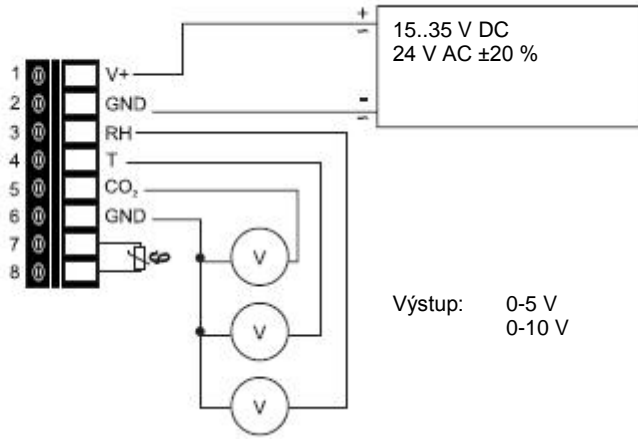 15..35 V DC
24 V AC ±20 %
+
≂
-
≂
1 V+
2 GND
3 RH
4 T
5 CO₂
6 GND
7
8
V
V
V
Výstup: 0-5 V
0-10 V